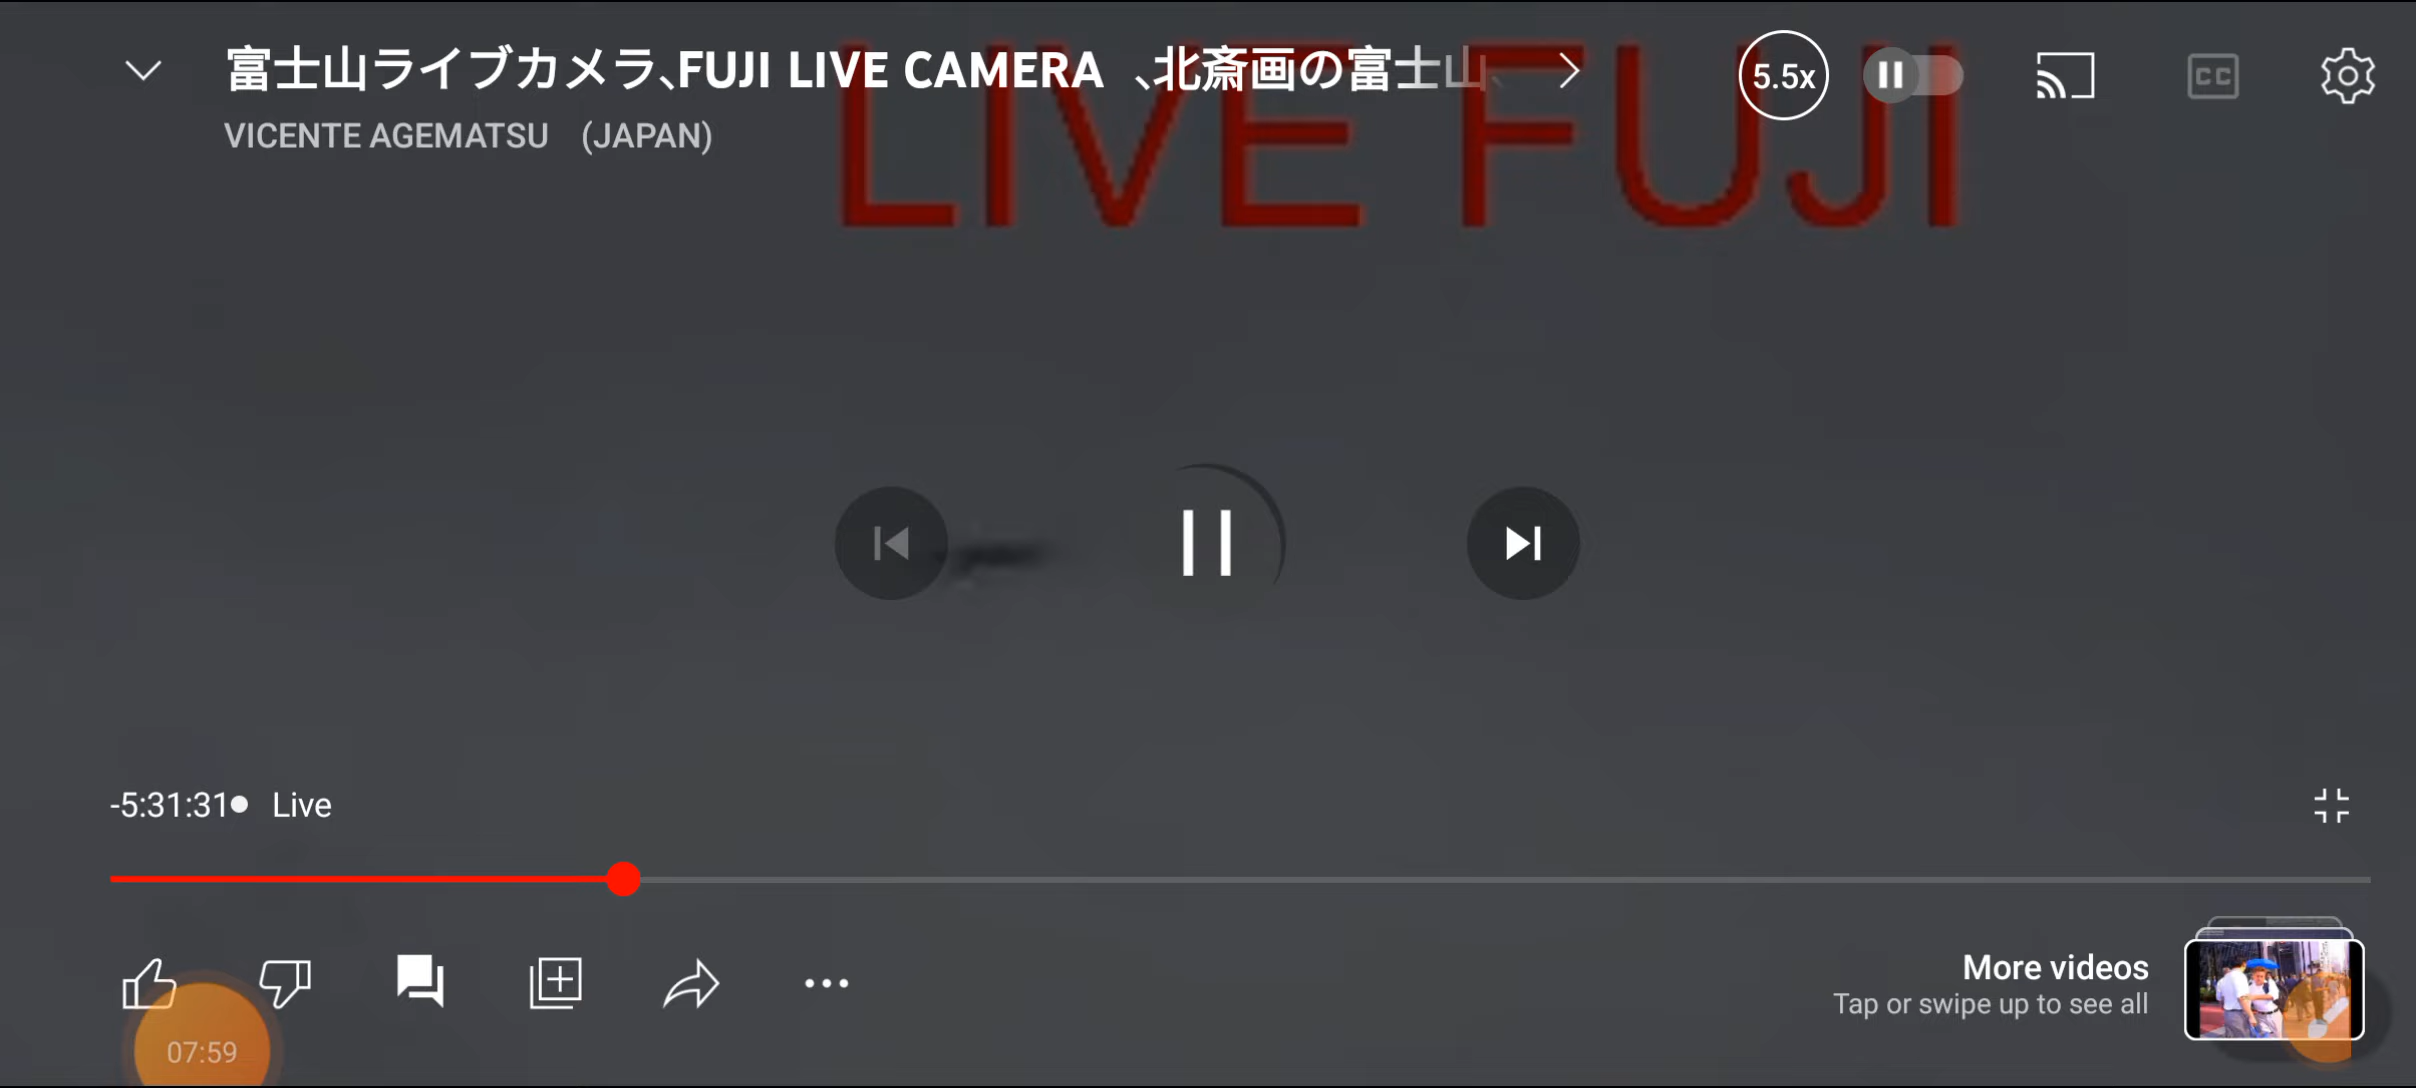 富士山ライブカメラ、FUJI LIVE CAMERA 、北斎画の富士山、
5.5x
CC
VICENTE AGEMATSU (JAPAN)
LIVE FUJI
-5:31:31 Live
More videos
Tap or swipe up to see all
07:59